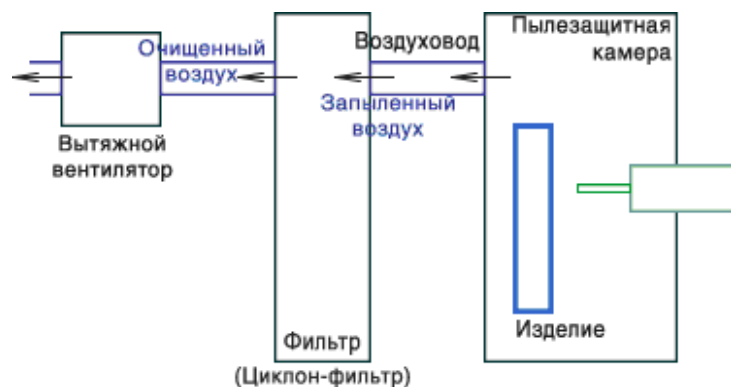 Очищенный
воздух
Воздуховод
Пылезащитная
камера
Запыленный
воздух
Вытяжной
вентилятор
Изделие
Фильтр
(Циклон-фильтр)